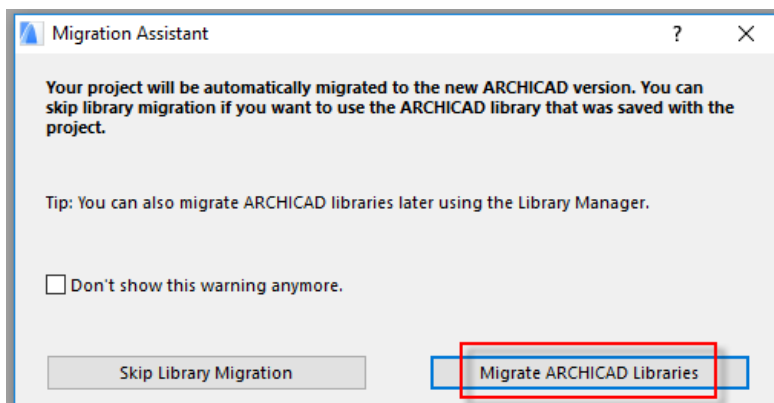 Migration Assistant ? X
Your project will be automatically migrated to the new ARCHICAD version. You can
skip library migration if you want to use the ARCHICAD library that was saved with the
project.
Tip: You can also migrate ARCHICAD libraries later using the Library Manager.
Don't show this warning anymore.
Skip Library Migration Migrate ARCHICAD Libraries